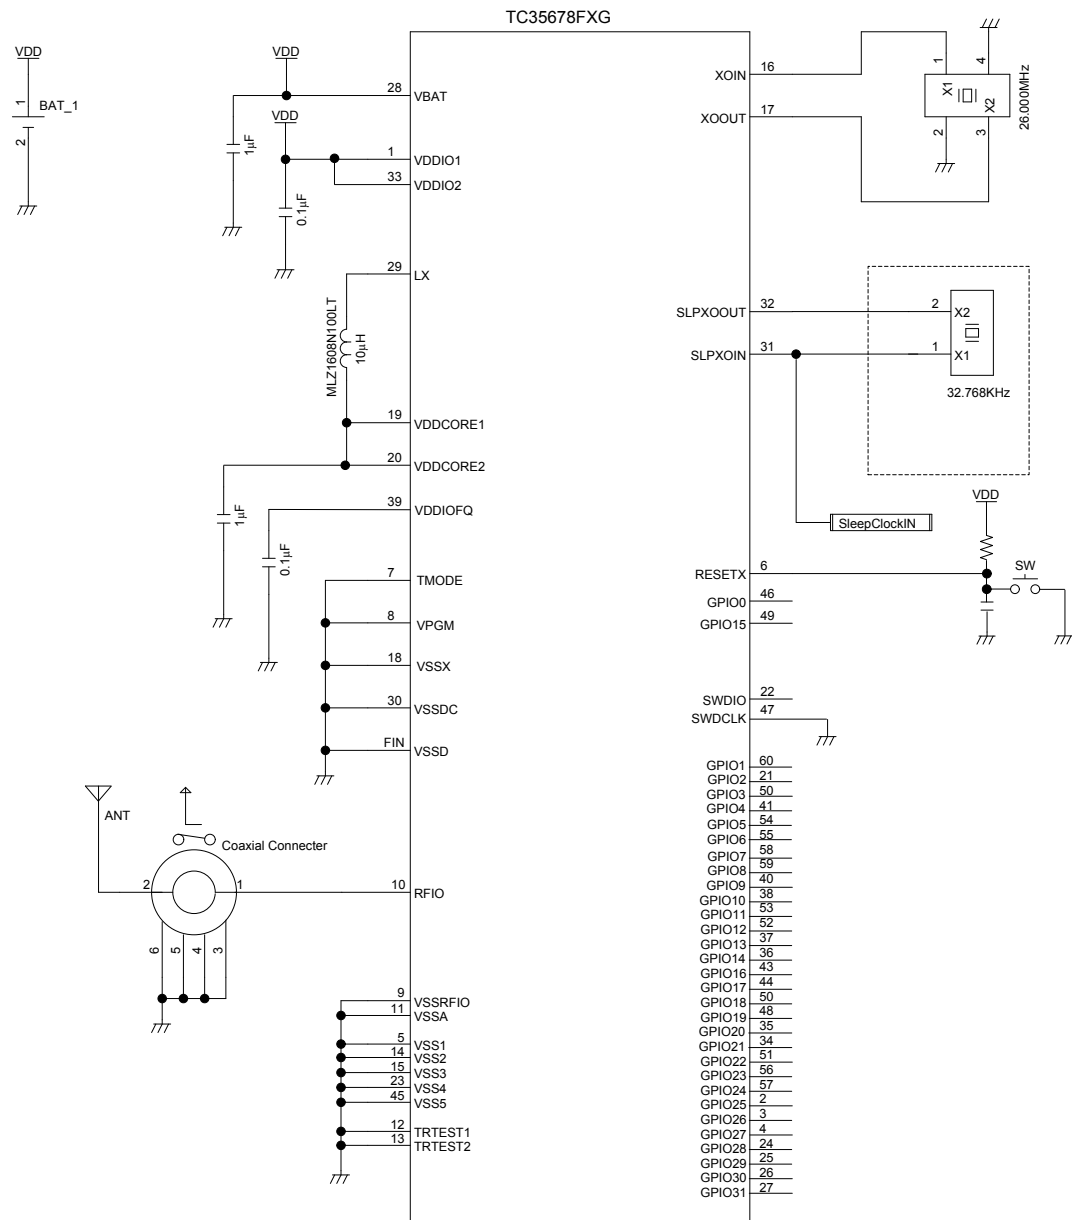 TC35678FXG
VDD
1
BAT_1
2
VDD
28
VBAT
1µF
VDD
1
VDDIO1
33
VDDIO2
0.1µF
29
LX
MLZ1608N100LT
10µH
19
VDDCORE1
20
VDDCORE2
1µF
39
VDDIOFQ
0.1µF
7
TMODE
8
VPGM
18
VSSX
30
VSSDC
FIN
VSSD
ANT
Coaxial Connecter
2
1
10
RFIO
6
5
4
3
9
VSSRFIO
11
VSSA
5
VSS1
14
VSS2
15
VSS3
23
VSS4
45
VSS5
12
TRTEST1
13
TRTEST2
XOIN
16
XOOUT
17
1
4
X1
X2
2
3
26.000MHz
SLPXOOUT
32
2
X2
SLPXOIN
31
1
X1
32.768KHz
SleepClockIN
VDD
SW
RESETX
6
GPIO0
46
GPIO15
49
SWDIO
22
SWDCLK
47
GPIO1 60
GPIO2 21
GPIO3 50
GPIO4 41
GPIO5 54
GPIO6 55
GPIO7 58
GPIO8 59
GPIO9 40
GPIO10 38
GPIO11 53
GPIO12 52
GPIO13 37
GPIO14 36
GPIO16 43
GPIO17 44
GPIO18 50
GPIO19 48
GPIO20 35
GPIO21 34
GPIO22 51
GPIO23 56
GPIO24 57
GPIO25 2
GPIO26 3
GPIO27 4
GPIO28 24
GPIO29 25
GPIO30 26
GPIO31 27